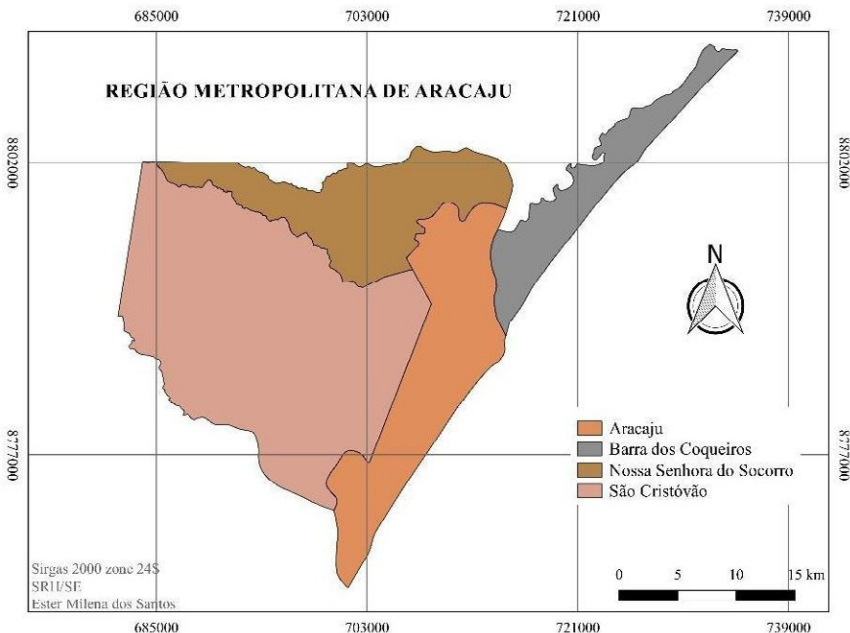 685000 703000 721000 739000
REGIÃO METROPOLITANA DE ARACAJU
8802000 8802000
N
Aracaju
Barra dos Coqueiros
Nossa Senhora do Socorro
São Cristóvão
8777000 8777000
Sirgas 2000 zone 24S
SRH/SE
Ester Milena dos Santos
0 5 10 15 km
685000 703000 721000 739000